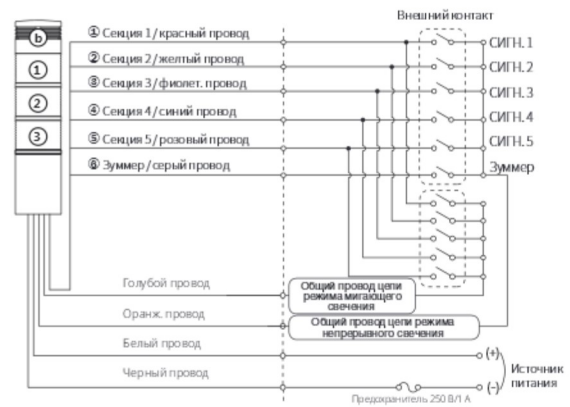 Внешний контакт
b
① Секция 1/красный провод
СИГН. 1
② Секция 2/желтый провод
СИГН. 2
1
③ Секция 3/фиолет. провод
СИГН. 3
2
④ Секция 4/синий провод
СИГН. 4
3
⑤ Секция 5/розовый провод
СИГН. 5
⑥ Зуммер/серый провод
Зуммер
Голубой провод
Общий провод цепи
режима мигающего
свечения
Оранж. провод
Общий провод цепи режима
непрерывного свечения
Белый провод
(+)
Источник
питания
Черный провод
(-)
Предохранитель 250 В/1 А